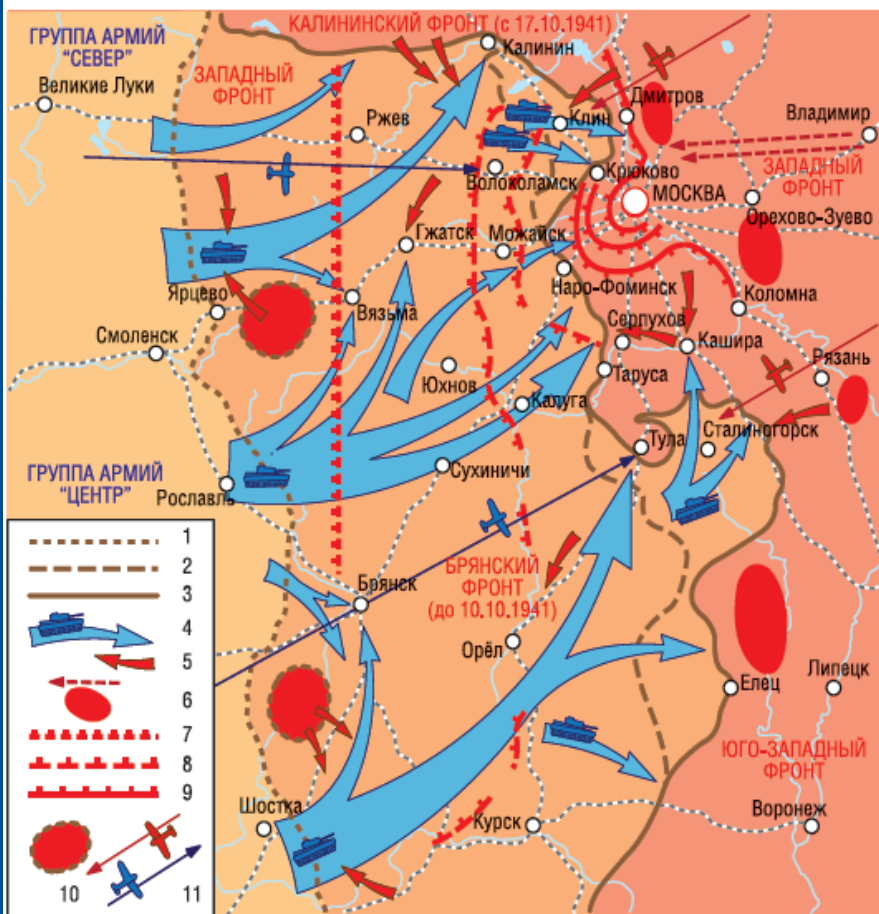 КАЛИНИНСКИЙ ФРОНТ (с 17.10.1941)
ГРУППА АРМИЙ
"СЕВЕР"
Калинин
ЗАПАДНЫЙ
ФРОНТ
Великие Луки
Дмитров
Ржев
Клин
Владимир
Волоколамск
Крюково
ЗАПАДНЫЙ
ФРОНТ
МОСКВА
Орехово-Зуево
Гжатск
Можайск
Ярцево
Наро-Фоминск
Коломна
Вязьма
Смоленск
Серпухов
Кашира
Рязань
Юхнов
Таруса
Калуга
Тула
Сталиногорск
ГРУППА АРМИЙ
"ЦЕНТР"
Сухиничи
Рославль
1
2
3
4
5
6
7
8
9
10
11
БРЯНСКИЙ
ФРОНТ
(до 10.10.1941)
Брянск
Орёл
Елец
Липецк
ЮГО-ЗАПАДНЫЙ
ФРОНТ
Шостка
Курск
Воронеж